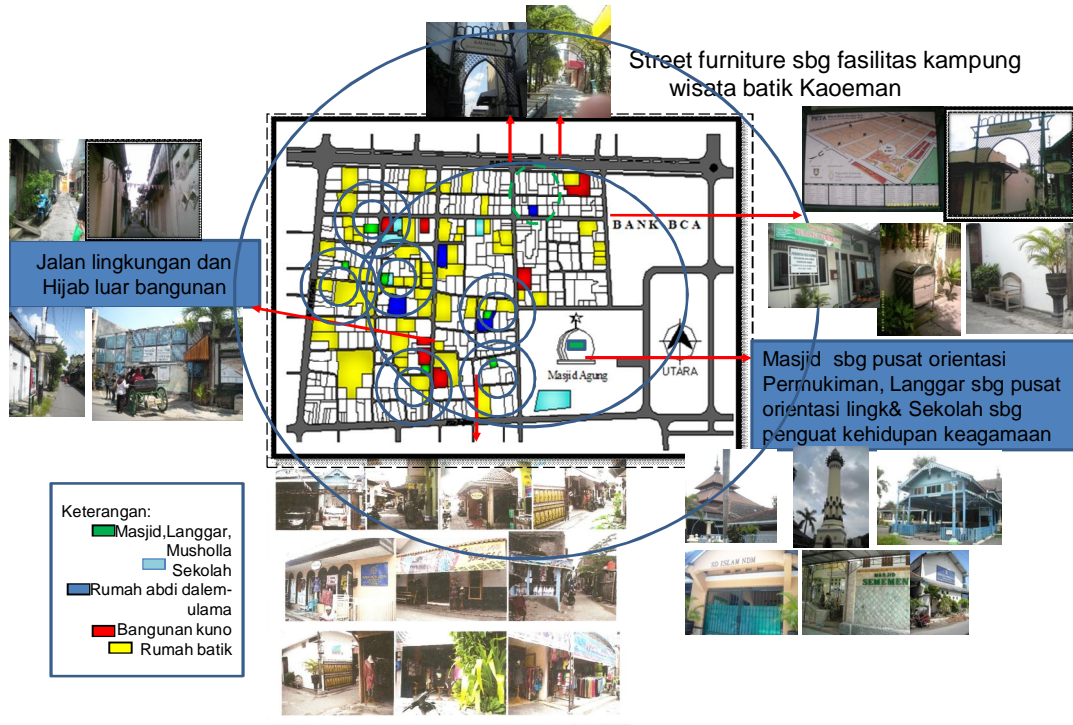 Street furniture sbg fasilitas kampung
wisata batik Kaoeman
KAUMAN
PETA
Jalan lingkungan dan
Hijab luar bangunan
BANK BCA
Masjid Agung
UTARA
Masjid sbg pusat orientasi
Permukiman, Langgar sbg pusat
orientasi lingk& Sekolah sbg
penguat kehidupan keagamaan
Keterangan:
Masjid,Langgar,
Musholla
Sekolah
Rumah abdi dalem-
ulama
Bangunan kuno
Rumah batik
SD ISLAM NDM
MASJID
SEMEMEN